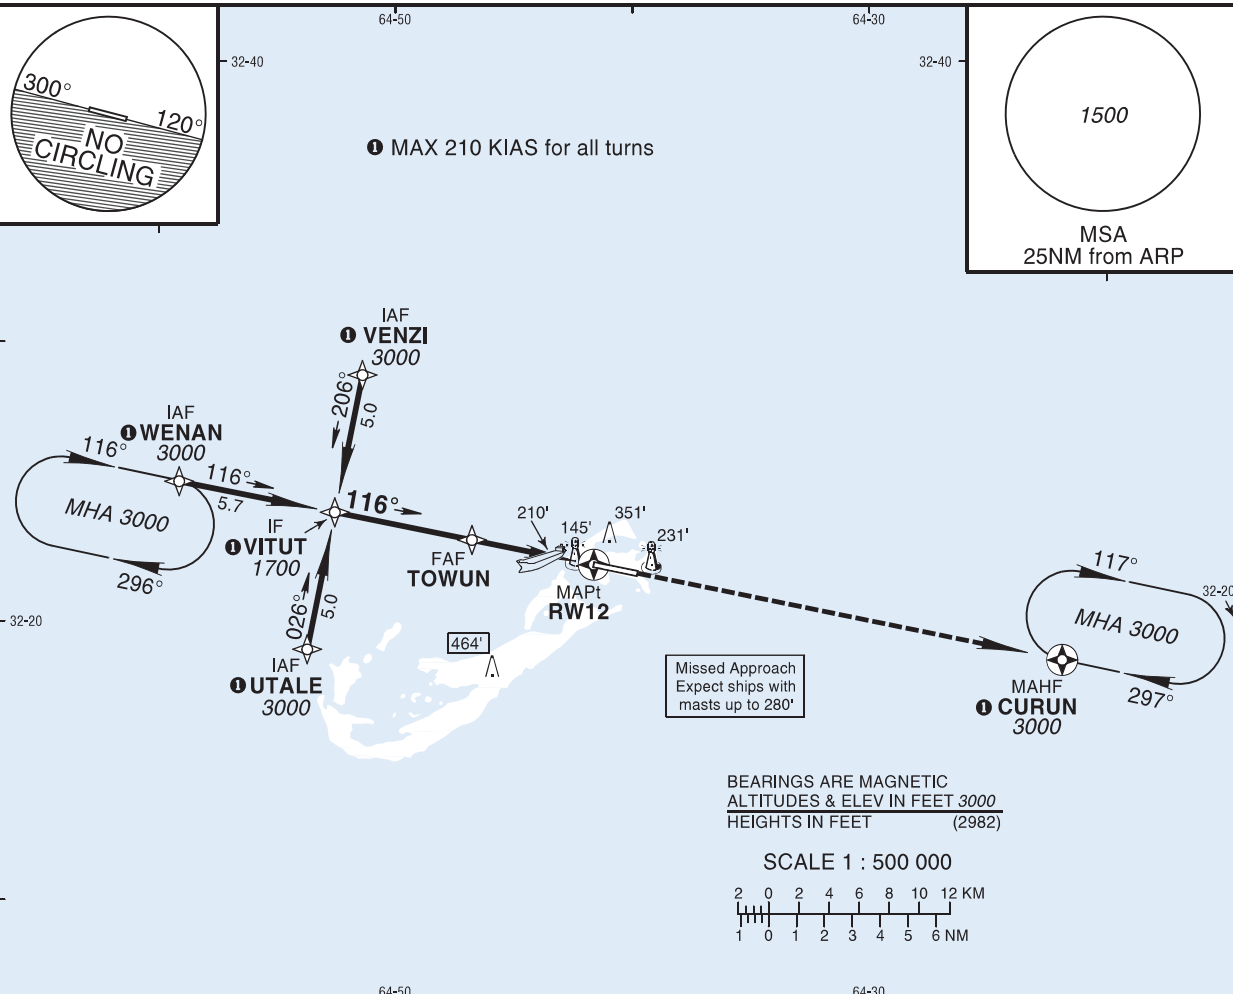 64-50
64-30
32-40
32-40
300°
120°
NO
CIRCLING
❶ MAX 210 KIAS for all turns
1500
MSA
25NM from ARP
IAF
❶ VENZI
3000
206°
5.0
IAF
❶ WENAN
3000
116°
116°
5.7
MHA 3000
296°
116°
IF
❶ VITUT
1700
FAF
TOWUN
210'
145'
351'
231'
MAPt
RW12
026°
5.0
32-20
IAF
❶ UTALE
3000
464'
Missed Approach
Expect ships with
masts up to 280'
117°
32-20
MHA 3000
297°
MAHF
❶ CURUN
3000
BEARINGS ARE MAGNETIC
ALTITUDES & ELEV IN FEET 3000
HEIGHTS IN FEET (2982)
SCALE 1 : 500 000
2 0 2 4 6 8 10 12 KM
1 0 1 2 3 4 5 6 NM
64-50
64-30